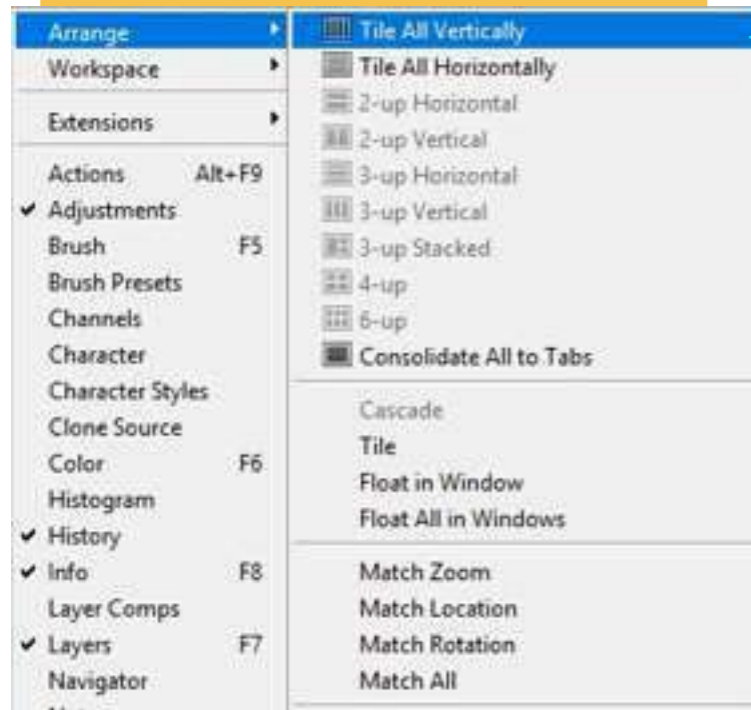 Arrange
Workspace
Extensions
Actions Alt+F9
Adjustments
Brush F5
Brush Presets
Channels
Character
Character Styles
Clone Source
Color F6
Histogram
History
Info F8
Layer Comps
Layers F7
Navigator
Tile All Vertically
Tile All Horizontally
2-up Horizontal
2-up Vertical
3-up Horizontal
3-up Vertical
3-up Stacked
4-up
6-up
Consolidate All to Tabs
Cascade
Tile
Float in Window
Float All in Windows
Match Zoom
Match Location
Match Rotation
Match All